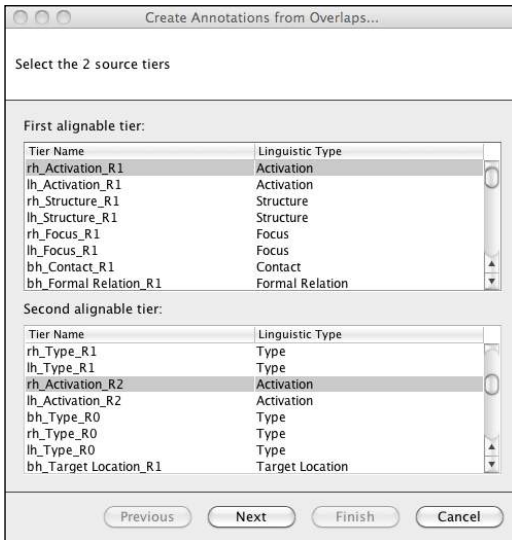 Create Annotations from Overlaps...
Select the 2 source tiers
First alignable tier:
Tier Name Linguistic Type
rh_Activation_R1 Activation
lh_Activation_R1 Activation
rh_Structure_R1 Structure
lh_Structure_R1 Structure
rh_Focus_R1 Focus
lh_Focus_R1 Focus
bh_Contact_R1 Contact
bh_Formal Relation_R1 Formal Relation
Second alignable tier:
Tier Name Linguistic Type
rh_Type_R1 Type
lh_Type_R1 Type
rh_Activation_R2 Activation
lh_Activation_R2 Activation
bh_Type_R0 Type
rh_Type_R0 Type
lh_Type_R0 Type
bh_Target Location_R1 Target Location
Previous Next Finish Cancel